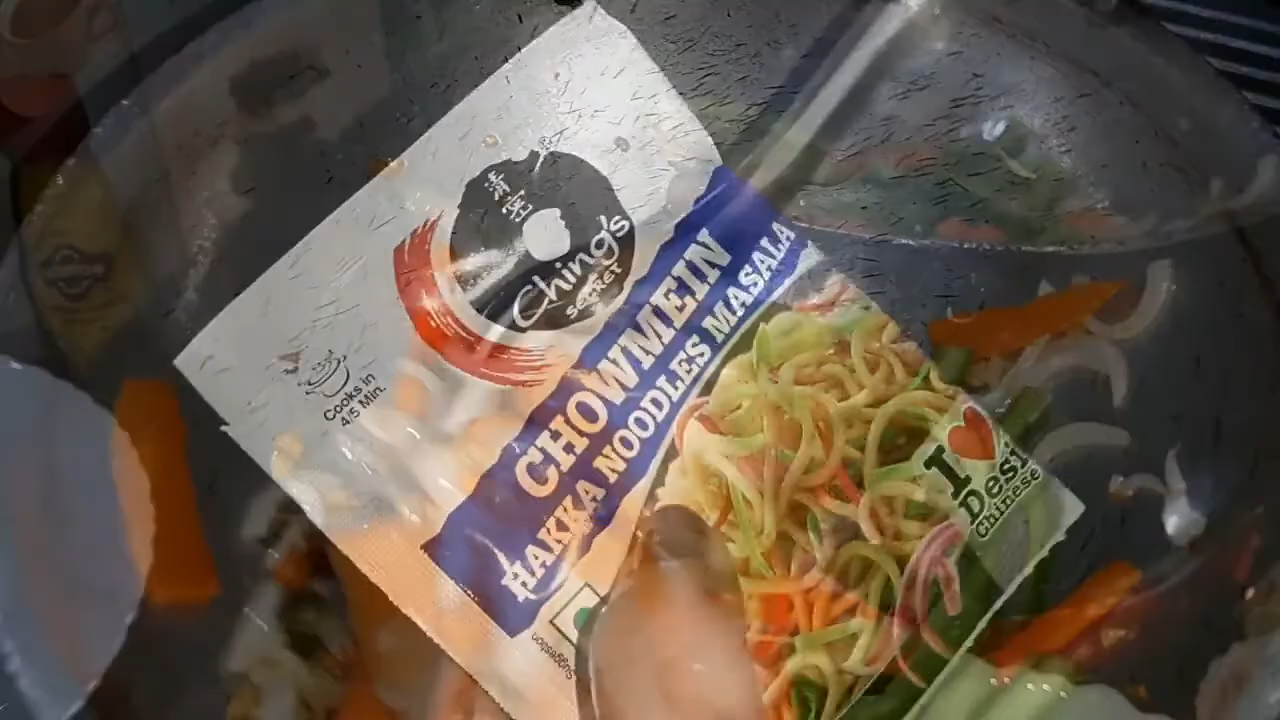 Ching's
SECRET
CHOWMEIN
HAKKA NOODLES MASALA
Cooks in
4/5 Min.
I
Desi
Chinese